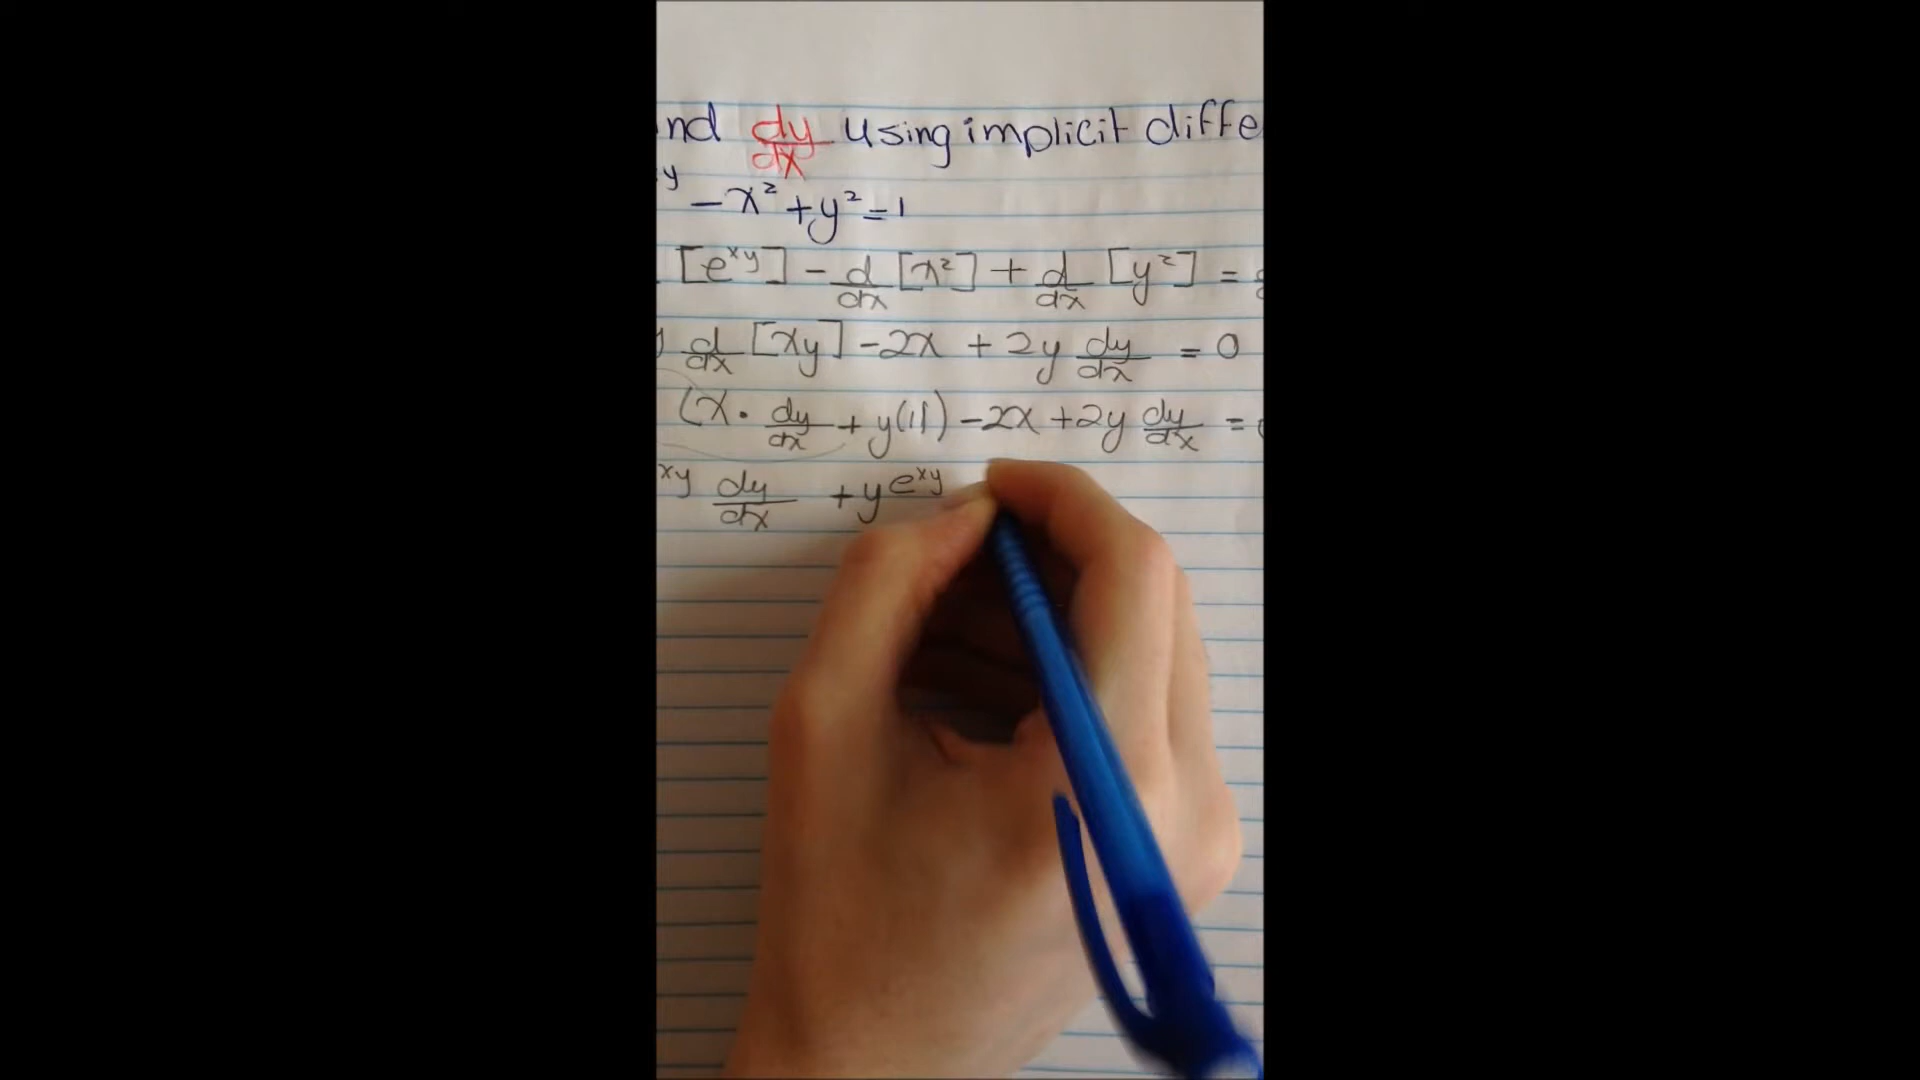 nd dy/dx using implicit diffe
y - x² + y² = 1
[e^xy] - d/dx [x²] + d/dx [y²] =
d/dx [xy] - 2x + 2y dy/dx = 0
(x · dy/dx + y(1)) - 2x + 2y dy/dx =
xy dy/dx + y e^xy